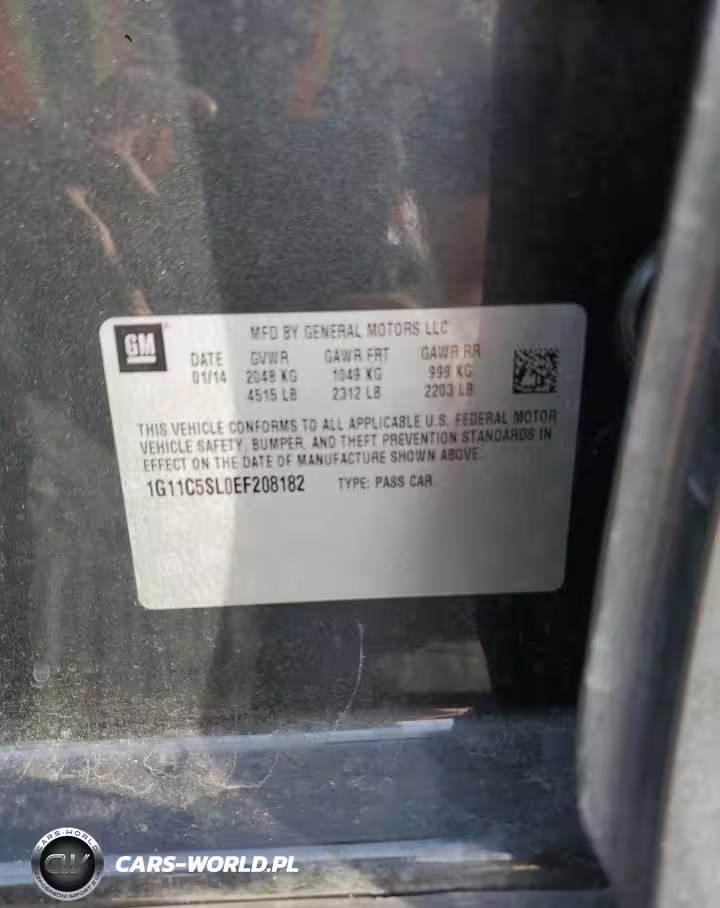 GM
MFD BY GENERAL MOTORS LLC
DATE GVWR GAWR FRT GAWR RR
01/14 2048 KG 1049 KG 999 KG
4515 LB 2312 LB 2203 LB
THIS VEHICLE CONFORMS TO ALL APPLICABLE U.S. FEDERAL MOTOR
VEHICLE SAFETY, BUMPER, AND THEFT PREVENTION STANDARDS IN
EFFECT ON THE DATE OF MANUFACTURE SHOWN ABOVE.
1G11C5SL0EF208182 TYPE: PASS CAR
CARS-WORLD
CW
CARS-WORLD.PL